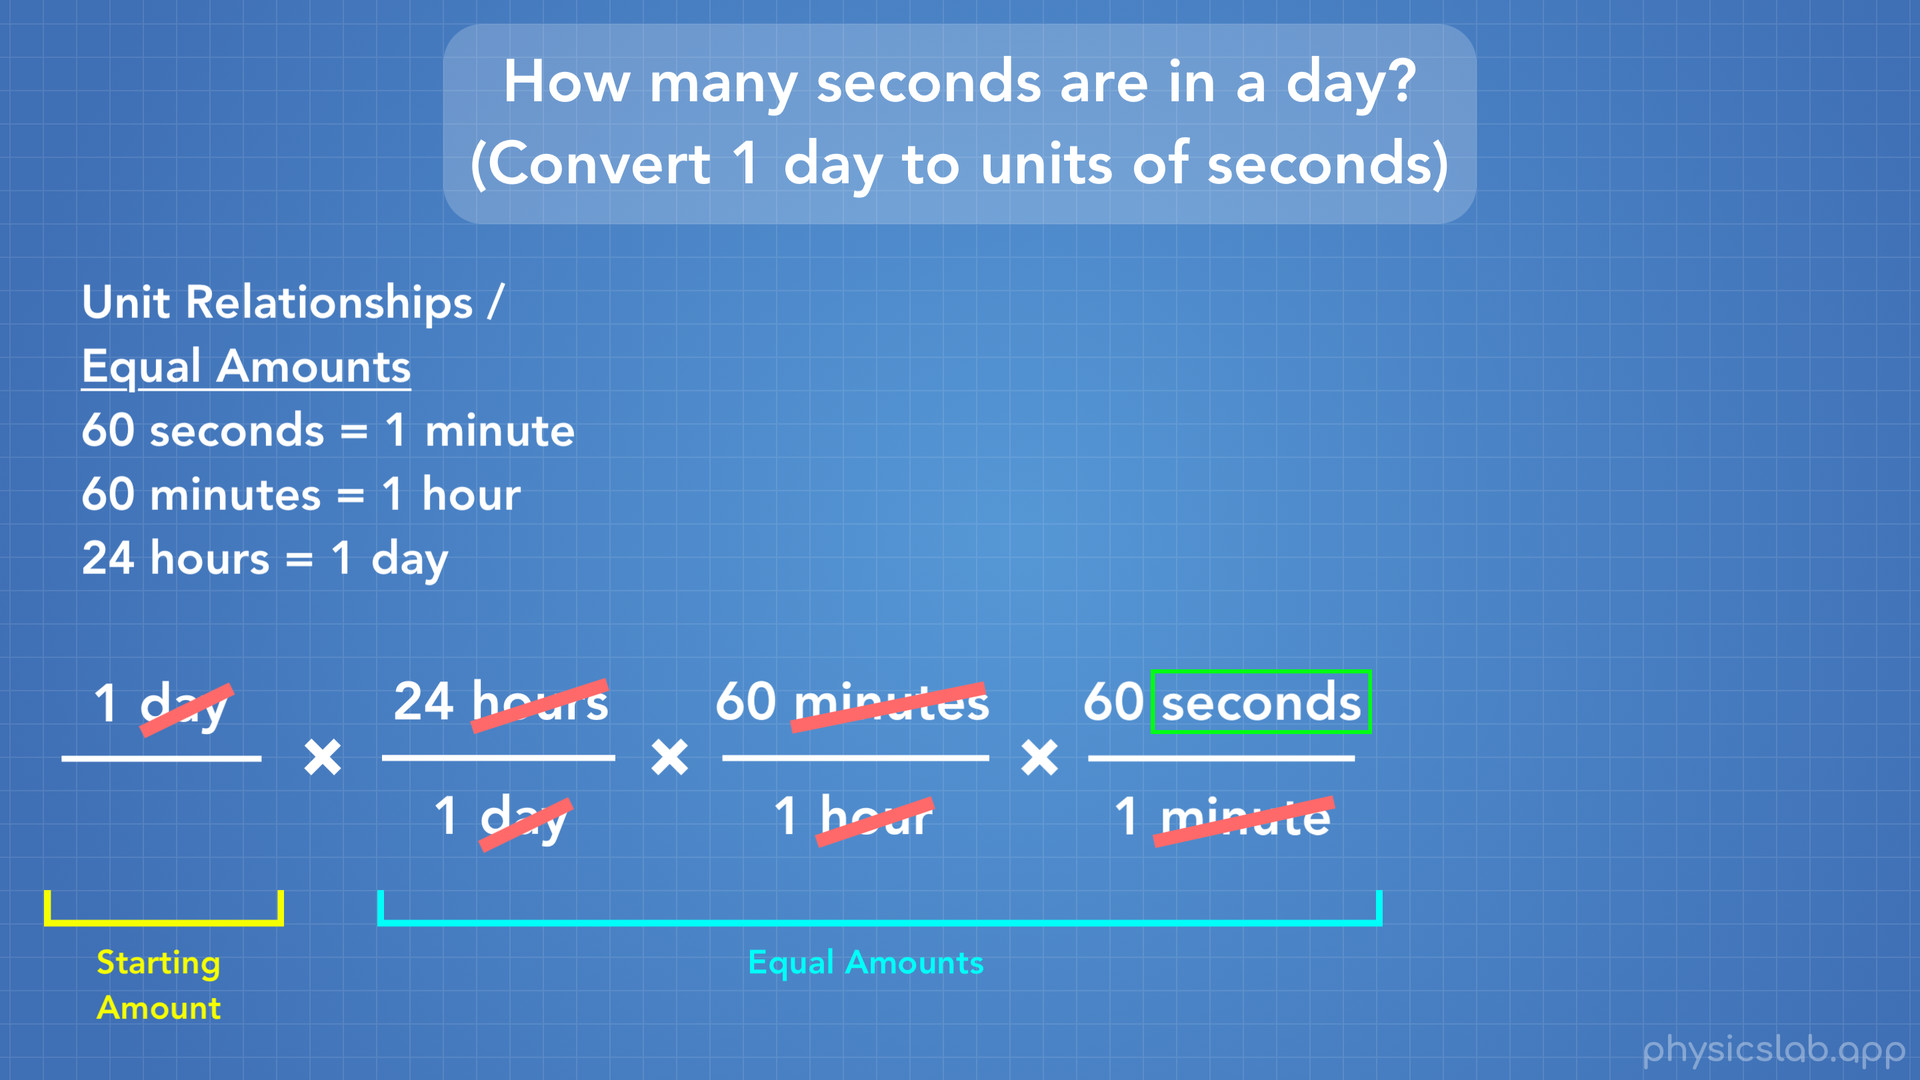 How many seconds are in a day?
(Convert 1 day to units of seconds)
Unit Relationships /
Equal Amounts
60 seconds = 1 minute
60 minutes = 1 hour
24 hours = 1 day
1 day × 24 hours × 60 minutes × 60 seconds
1 day 1 hour 1 minute
Starting
Amount
Equal Amounts
physicslab.app